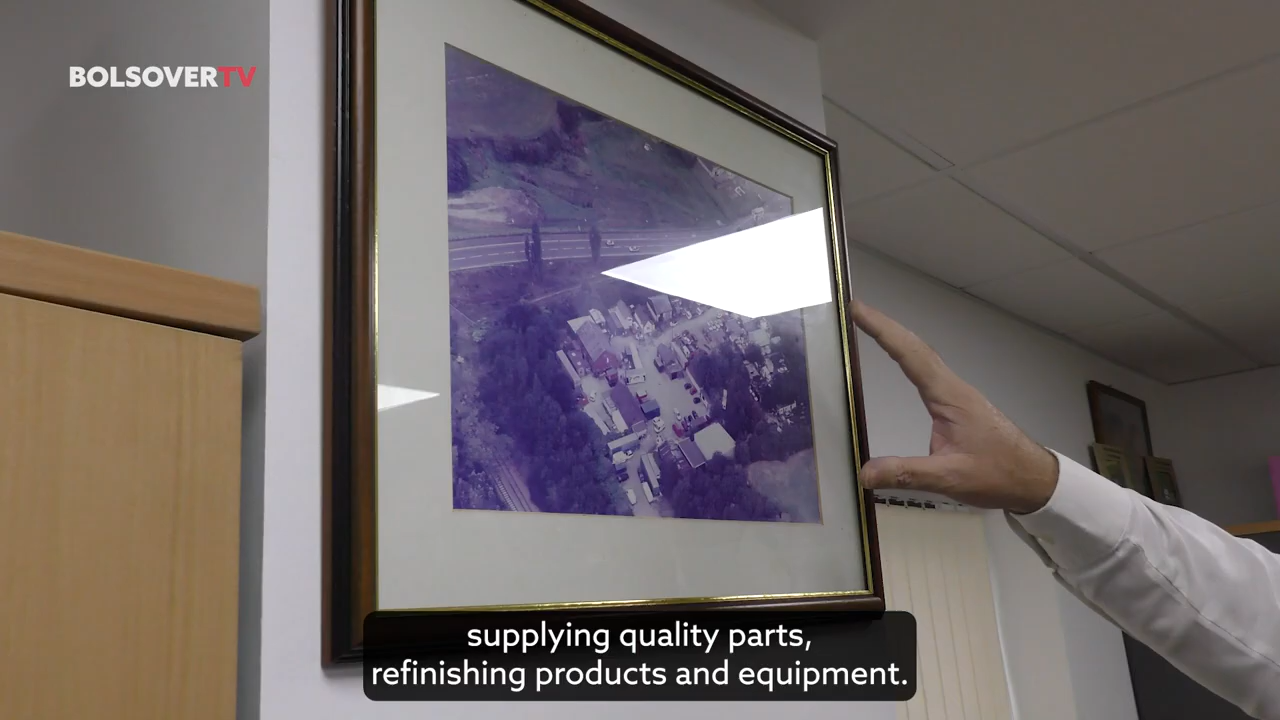 BOLSOVERTV
supplying quality parts,
refinishing products and equipment.